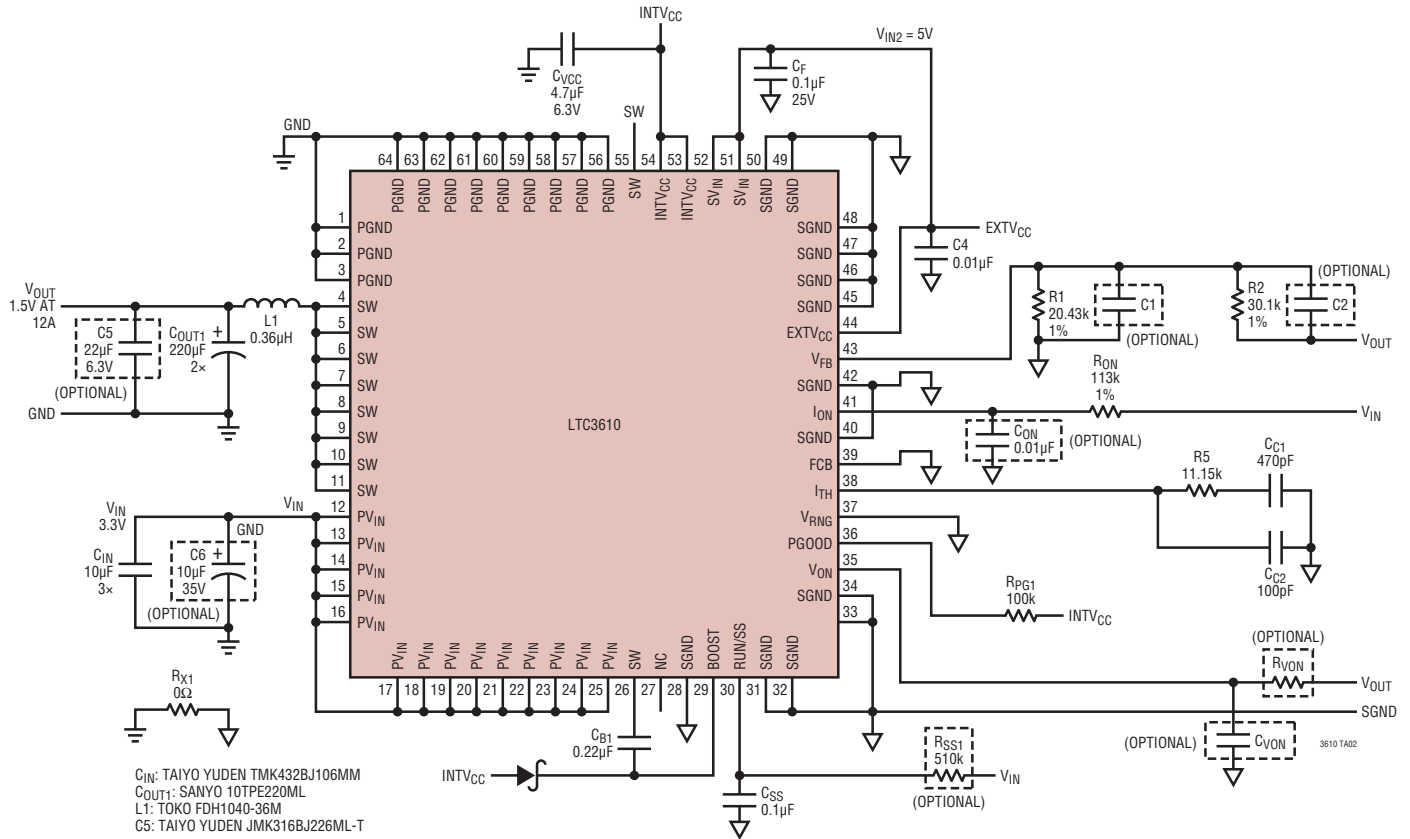 INTVCC
VIN2 = 5V
CVCC
4.7µF
6.3V
CF
0.1µF
25V
SW
GND
64 63 62 61 60 59 58 57 56 55 54 53 52 51 50 49
PGND PGND PGND PGND PGND PGND PGND PGND PGND SW INTVCC INTVCC SVIN SVIN SGND SGND
1 PGND
2 PGND
3 PGND
4 SW
5 SW
6 SW
7 SW
8 SW
9 SW
10 SW
11 SW
12 PVIN
13 PVIN
14 PVIN
15 PVIN
16 PVIN
LTC3610
SGND 48
SGND 47
SGND 46
SGND 45
EXTVCC 44
VFB 43
SGND 42
ION 41
SGND 40
FCB 39
ITH 38
VRNG 37
PGOOD 36
VON 35
SGND 34
33
PVIN PVIN PVIN PVIN PVIN PVIN PVIN PVIN PVIN SW NC SGND BOOST RUN/SS SGND SGND
17 18 19 20 21 22 23 24 25 26 27 28 29 30 31 32
VOUT
1.5V AT
12A
C5
22µF
6.3V
(OPTIONAL)
COUT1
220µF
2×
+
L1
0.36µH
GND
VIN
3.3V
CIN
10µF
3×
C6
10µF
35V
+
(OPTIONAL)
GND
VIN
RX1
0Ω
EXTVCC
C4
0.01µF
R1
20.43k
1%
C1
(OPTIONAL)
R2
30.1k
1%
(OPTIONAL)
C2
VOUT
RON
113k
1%
VIN
CON
0.01µF
(OPTIONAL)
R5
11.15k
CC1
470pF
CC2
100pF
RPG1
100k
INTVCC
(OPTIONAL)
RVON
VOUT
SGND
(OPTIONAL)
CVON
3610 TA02
CB1
0.22µF
INTVCC
RSS1
510k
VIN
(OPTIONAL)
CSS
0.1µF
CIN: TAIYO YUDEN TMK432BJ106MM
COUT1: SANYO 10TPE220ML
L1: TOKO FDH1040-36M
C5: TAIYO YUDEN JMK316BJ226ML-T